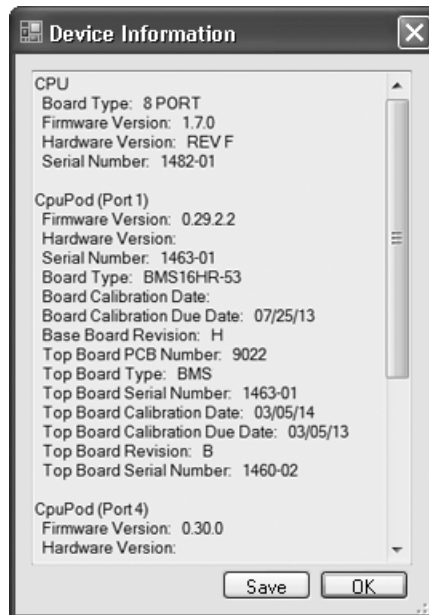 Device Information
CPU
Board Type: 8 PORT
Firmware Version: 1.7.0
Hardware Version: REV F
Serial Number: 1482-01
CpuPod (Port 1)
Firmware Version: 0.29.2.2
Hardware Version:
Serial Number: 1463-01
Board Type: BMS16HR-53
Board Calibration Date:
Board Calibration Due Date: 07/25/13
Base Board Revision: H
Top Board PCB Number: 9022
Top Board Type: BMS
Top Board Serial Number: 1463-01
Top Board Calibration Date: 03/05/14
Top Board Calibration Due Date: 03/05/13
Top Board Revision: B
Top Board Serial Number: 1460-02
CpuPod (Port 4)
Firmware Version: 0.30.0
Hardware Version:
Save
OK